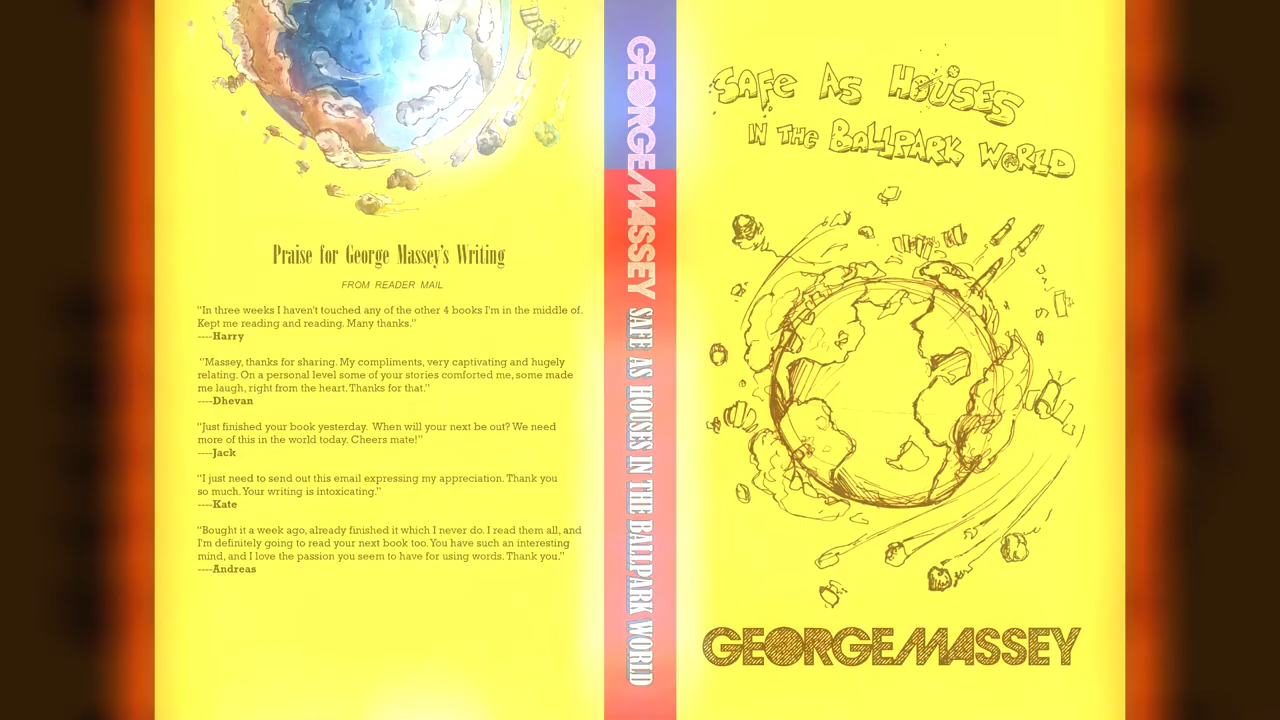 Praise for George Massey's Writing
FROM READER MAIL
“In three weeks I haven't touched any of the other 4 books I'm in the middle of.
Kept me reading and reading. Many thanks.”
----Harry
“Massey, thanks for sharing. My compliments, very captivating and hugely
relating. On a personal level some of your stories comforted me, some made
me laugh, right from the heart. Thanks for that.”
----Dhevan
“Just finished your book yesterday.  When will your next be out? We need
more of this in the world today. Cheers mate!”
----Jack
“I just need to send out this email expressing my appreciation. Thank you
so much. Your writing is intoxicating.”
----Kate
“Bought it a week ago, already finished it which I never do. I read them all, and
I'm definitely going to read your next book too. You have such an interesting
mind, and I love the passion you seem to have for using words. Thank you.”
----Andreas
GEORGEMASSEY SAFE AS HOUSES IN THE BALLPARK WORLD
SAFe AS HOUSES
IN THe BALLPARK WORLD
GEORGEMASSEY